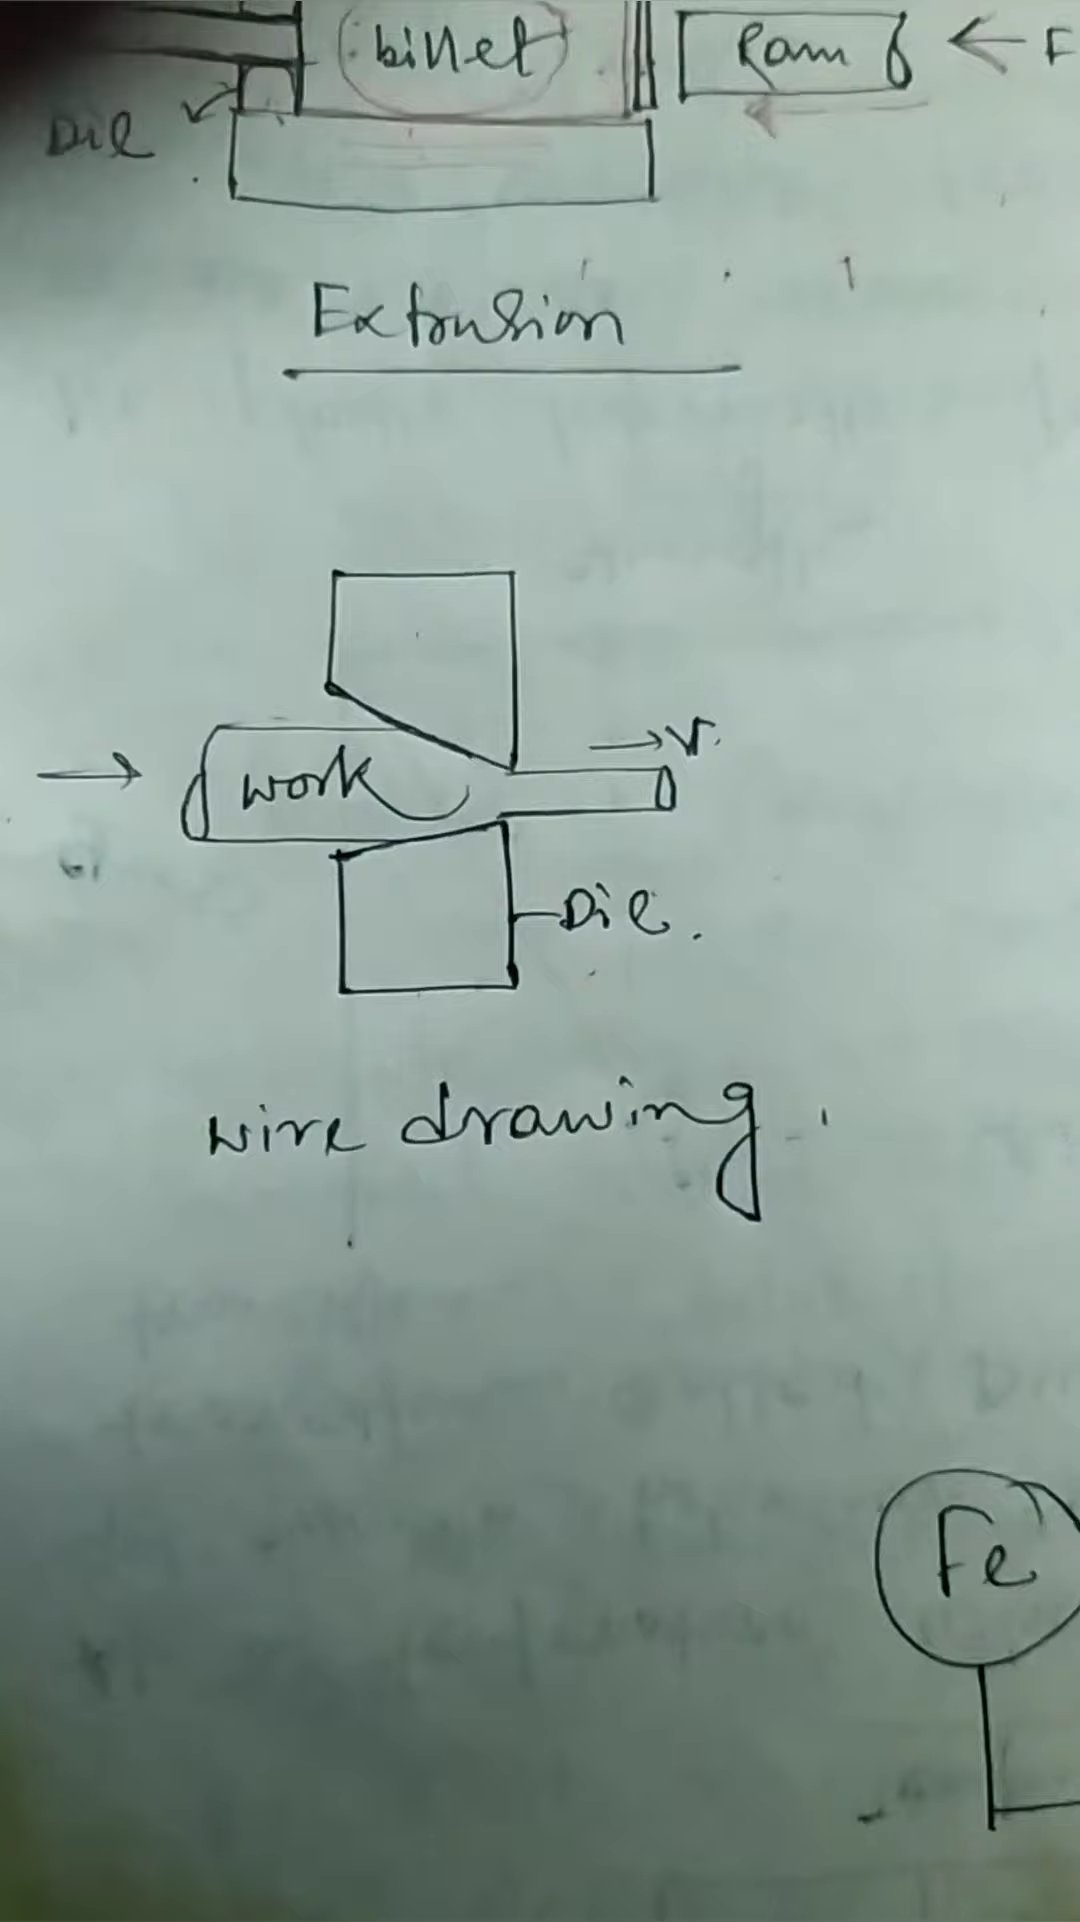 billet
Ram
← F
Die
Extrusion
work
→ V.
Die.
wire drawing.
Fe